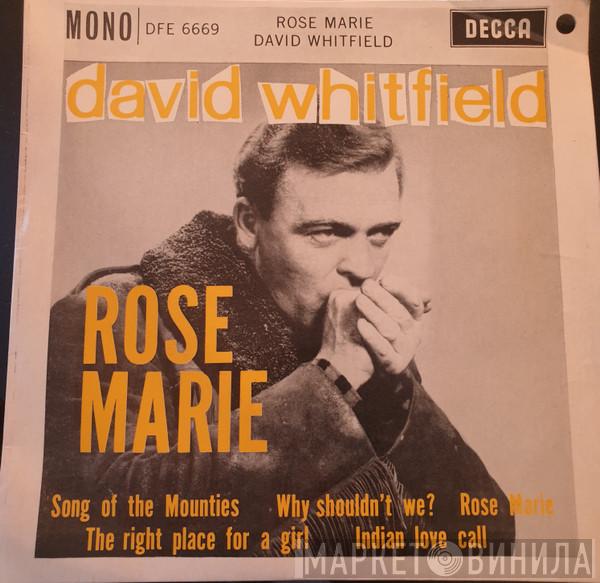 MONO DFE 6669 ROSE MARIE DECCA
DAVID WHITFIELD
david whitfield
ROSE
MARIE
Song of the Mounties Why shouldn't we? Rose Marie
The right place for a girl Indian love call
МАРКЕТ ВИНИЛА